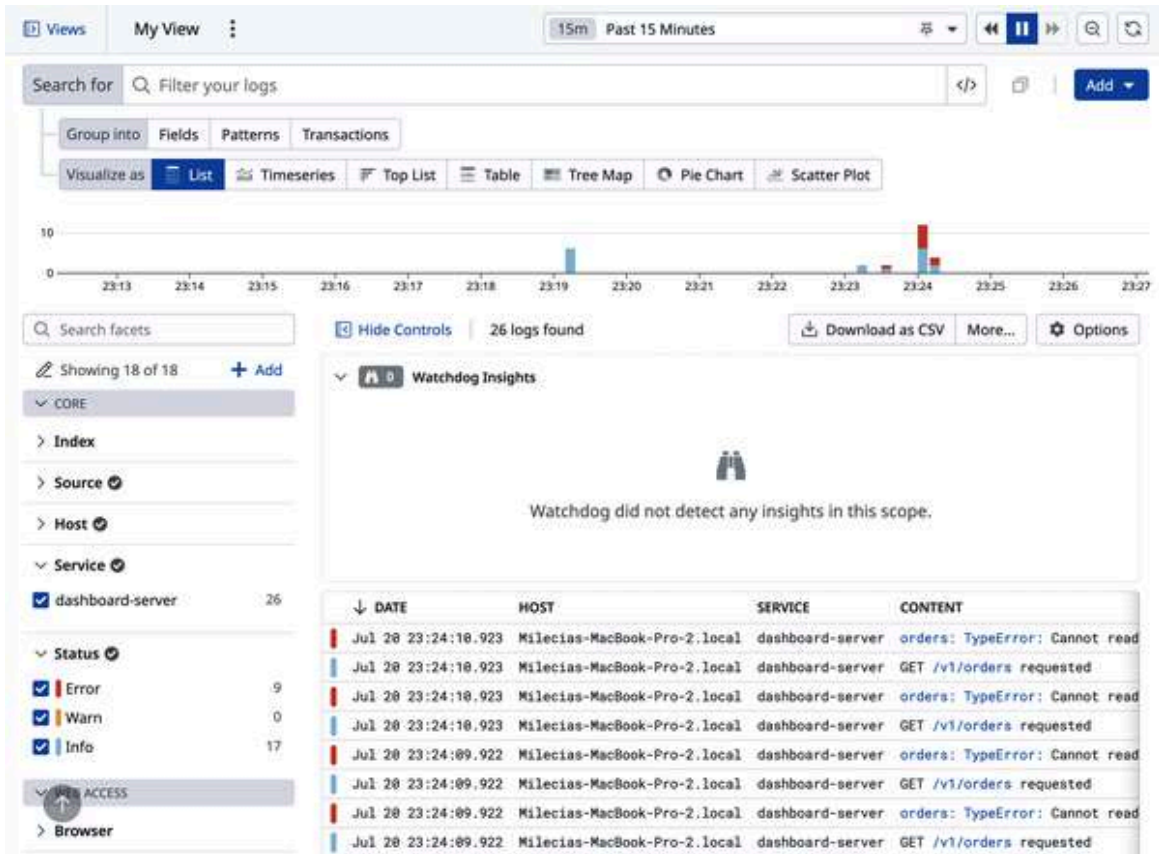 Views My View 15m Past 15 Minutes
Search for Filter your logs </> Add
Group into Fields Patterns Transactions
Visualize as List Timeseries Top List Table Tree Map Pie Chart Scatter Plot
10
0
23:13 23:14 23:15 23:16 23:17 23:18 23:19 23:20 23:21 23:22 23:23 23:24 23:25 23:26 23:27
Search facets Hide Controls 26 logs found Download as CSV More... Options
Showing 18 of 18 Add
0 Watchdog Insights
CORE
Index
Source
Watchdog did not detect any insights in this scope.
Host
Service
dashboard-server 26
Status
Error 9
Warn 0
Info 17
ACCESS
Browser
DATE HOST SERVICE CONTENT
Jul 20 23:24:10.923 Milecias-MacBook-Pro-2.local dashboard-server orders: TypeError: Cannot read
Jul 20 23:24:10.923 Milecias-MacBook-Pro-2.local dashboard-server GET /v1/orders requested
Jul 20 23:24:10.923 Milecias-MacBook-Pro-2.local dashboard-server orders: TypeError: Cannot read
Jul 20 23:24:10.923 Milecias-MacBook-Pro-2.local dashboard-server GET /v1/orders requested
Jul 20 23:24:09.922 Milecias-MacBook-Pro-2.local dashboard-server orders: TypeError: Cannot read
Jul 20 23:24:09.922 Milecias-MacBook-Pro-2.local dashboard-server GET /v1/orders requested
Jul 20 23:24:09.922 Milecias-MacBook-Pro-2.local dashboard-server orders: TypeError: Cannot read
Jul 20 23:24:09.922 Milecias-MacBook-Pro-2.local dashboard-server GET /v1/orders requested